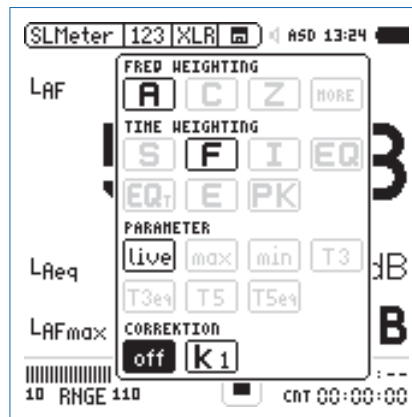 SLMeter 123 XLR ASD 13:24
FREQ WEIGHTING
LAF
A C Z MORE
TIME WEIGHTING
S F I EQ
EQT E PK
PARAMETER
live max min T3
LAeq dB
T3eq T5 T5eq
LAFmax CORREKTION B
off k1
10 RNGE 110 CNT 00:00:00